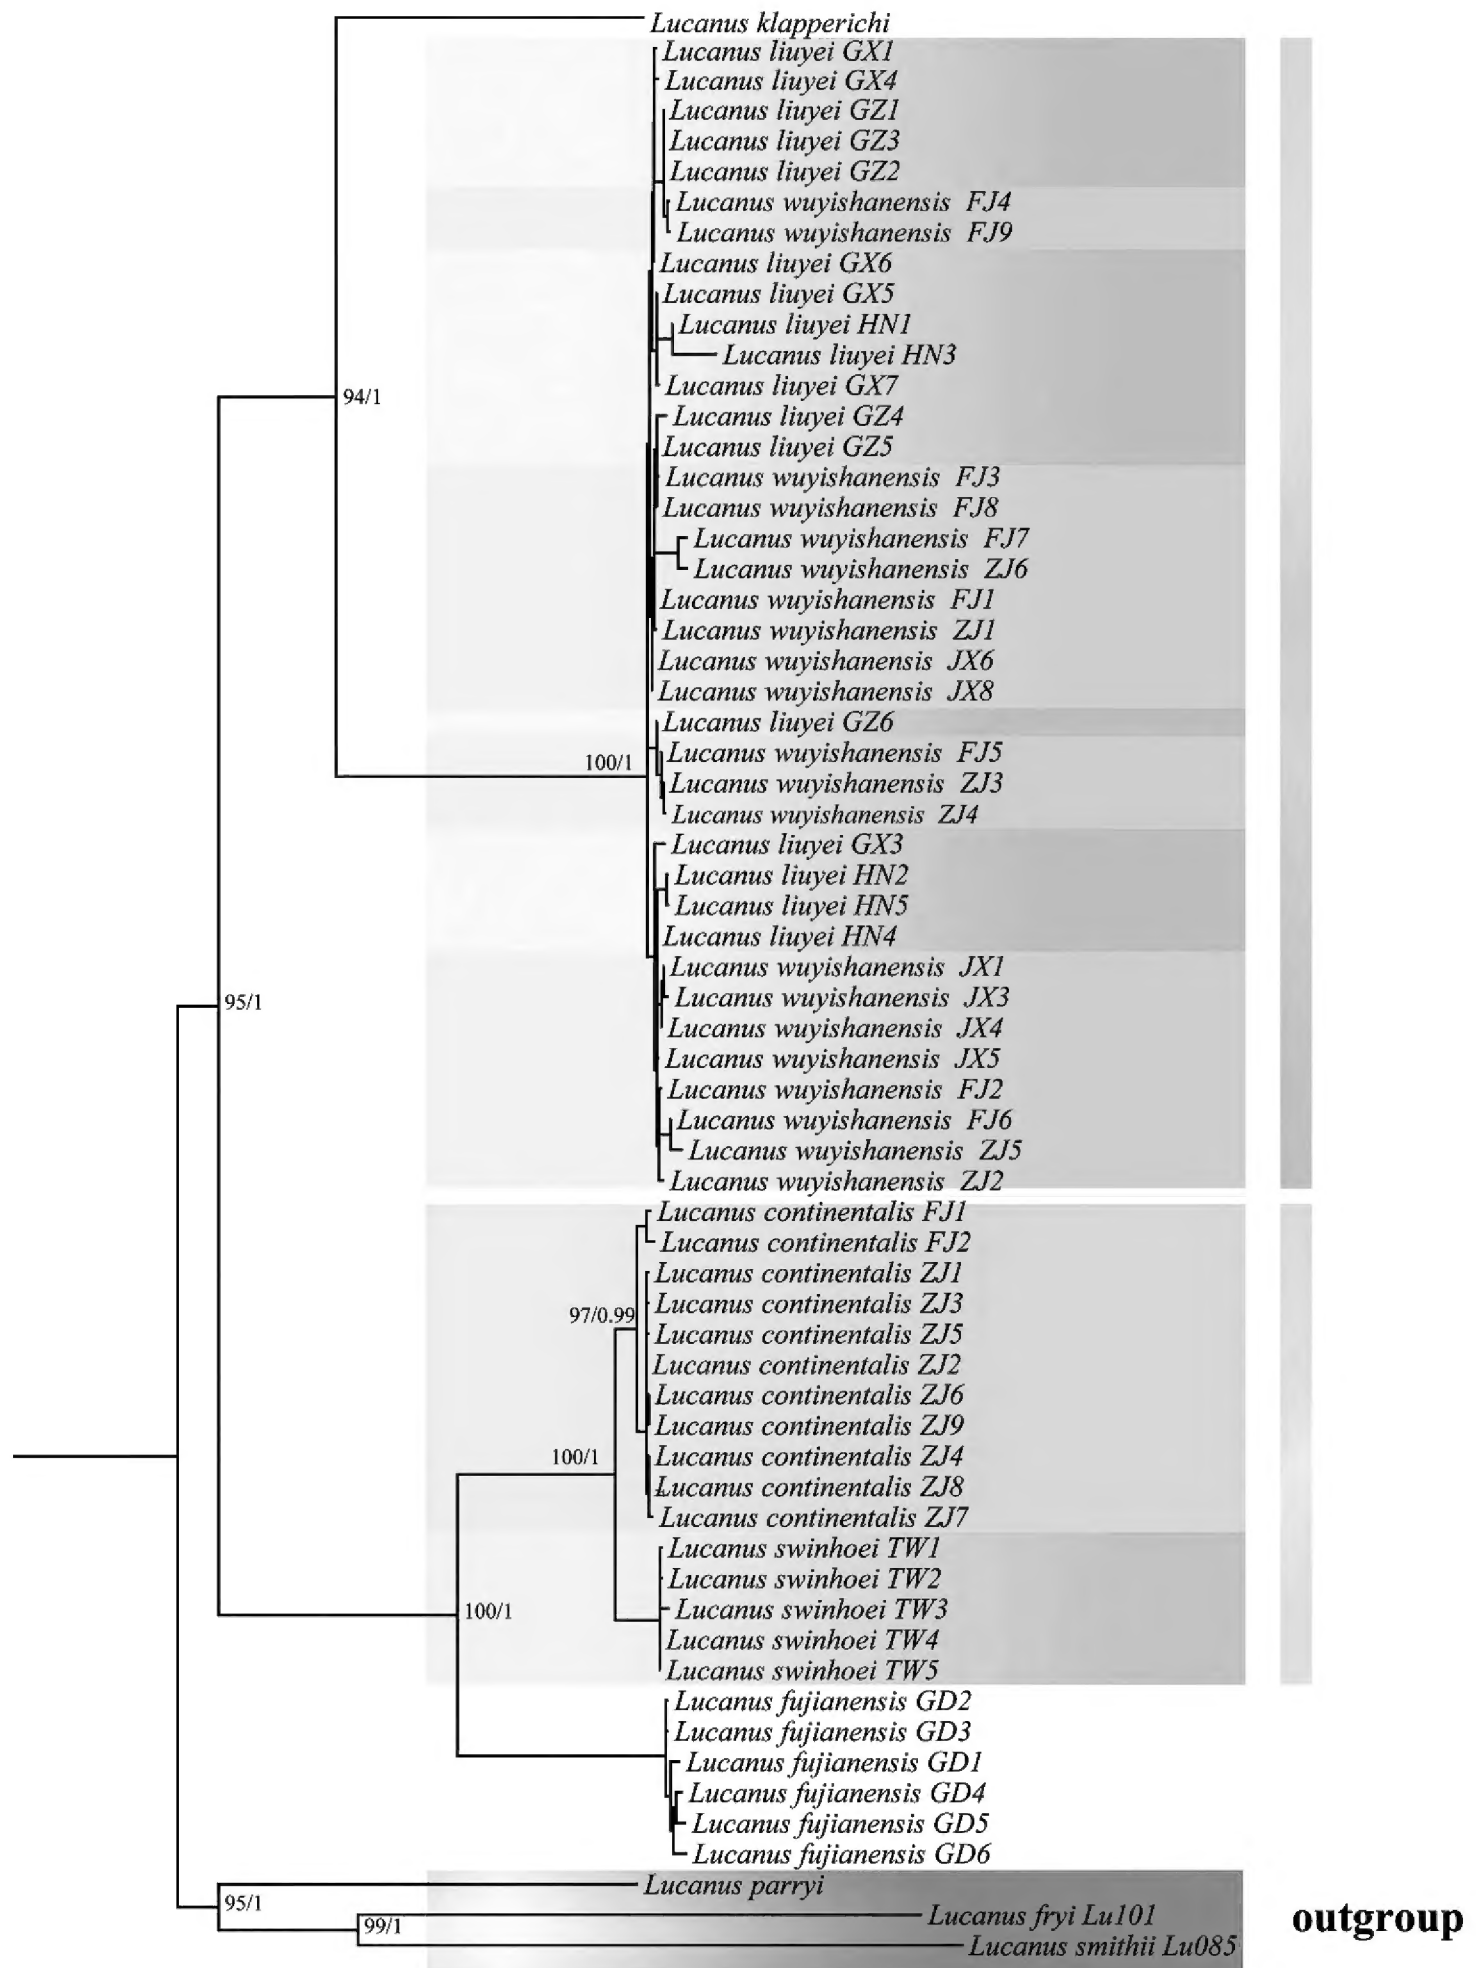 Lucanus klapperichi
Lucanus liuyei GX1
Lucanus liuyei GX4
Lucanus liuyei GZ1
Lucanus liuyei GZ3
Lucanus liuyei GZ2
Lucanus wuyishanensis FJ4
Lucanus wuyishanensis FJ9
Lucanus liuyei GX6
Lucanus liuyei GX5
Lucanus liuyei HN1
Lucanus liuyei HN3
Lucanus liuyei GX7
94/1
Lucanus liuyei GZ4
Lucanus liuyei GZ5
Lucanus wuyishanensis FJ3
Lucanus wuyishanensis FJ8
Lucanus wuyishanensis FJ7
Lucanus wuyishanensis ZJ6
Lucanus wuyishanensis FJ1
Lucanus wuyishanensis ZJ1
Lucanus wuyishanensis JX6
Lucanus wuyishanensis JX8
Lucanus liuyei GZ6
Lucanus wuyishanensis FJ5
100/1
Lucanus wuyishanensis ZJ3
Lucanus wuyishanensis ZJ4
Lucanus liuyei GX3
Lucanus liuyei HN2
Lucanus liuyei HN5
Lucanus liuyei HN4
Lucanus wuyishanensis JX1
Lucanus wuyishanensis JX3
95/1
Lucanus wuyishanensis JX4
Lucanus wuyishanensis JX5
Lucanus wuyishanensis FJ2
Lucanus wuyishanensis FJ6
Lucanus wuyishanensis ZJ5
Lucanus wuyishanensis ZJ2
Lucanus continentalis FJ1
Lucanus continentalis FJ2
Lucanus continentalis ZJ1
Lucanus continentalis ZJ3
97/0.99
Lucanus continentalis ZJ5
Lucanus continentalis ZJ2
Lucanus continentalis ZJ6
Lucanus continentalis ZJ9
Lucanus continentalis ZJ4
100/1
Lucanus continentalis ZJ8
Lucanus continentalis ZJ7
Lucanus swinhoei TW1
Lucanus swinhoei TW2
Lucanus swinhoei TW3
100/1
Lucanus swinhoei TW4
Lucanus swinhoei TW5
Lucanus fujianensis GD2
Lucanus fujianensis GD3
Lucanus fujianensis GD1
Lucanus fujianensis GD4
Lucanus fujianensis GD5
Lucanus fujianensis GD6
Lucanus parryi
95/1
Lucanus fryi Lu101
outgroup
99/1
Lucanus smithii Lu085